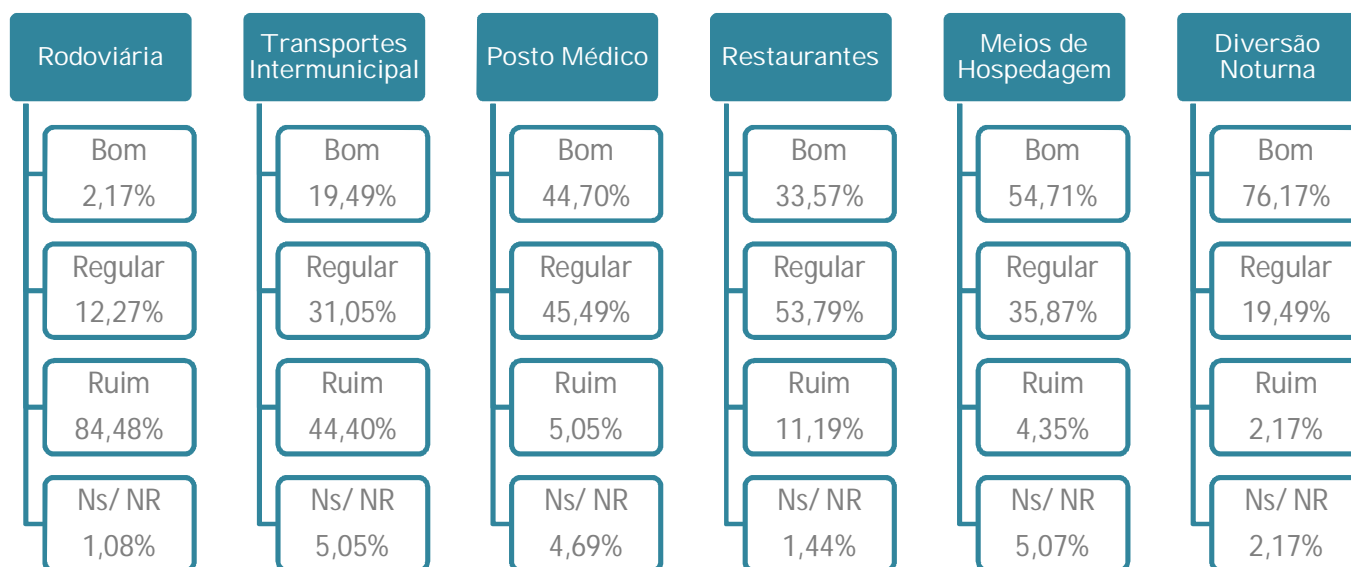 Rodoviária
Bom
2,17%
Regular
12,27%
Ruim
84,48%
Ns/ NR
1,08%
Transportes
Intermunicipal
Bom
19,49%
Regular
31,05%
Ruim
44,40%
Ns/ NR
5,05%
Posto Médico
Bom
44,70%
Regular
45,49%
Ruim
5,05%
Ns/ NR
4,69%
Restaurantes
Bom
33,57%
Regular
53,79%
Ruim
11,19%
Ns/ NR
1,44%
Meios de
Hospedagem
Bom
54,71%
Regular
35,87%
Ruim
4,35%
Ns/ NR
5,07%
Diversão
Noturna
Bom
76,17%
Regular
19,49%
Ruim
2,17%
Ns/ NR
2,17%